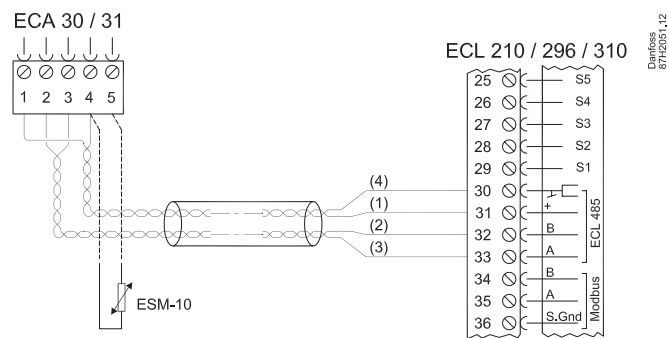 ECA 30 / 31
1 2 3 4 5
ESM-10
(4)
(1)
(2)
(3)
ECL 210 / 296 / 310
25 S5
26 S4
27 S3
28 S2
29 S1
30
31 +
32 B
33 A
ECL 485
34 B
35 A
36 S.Gnd
Modbus
Danfoss
87H2051.12